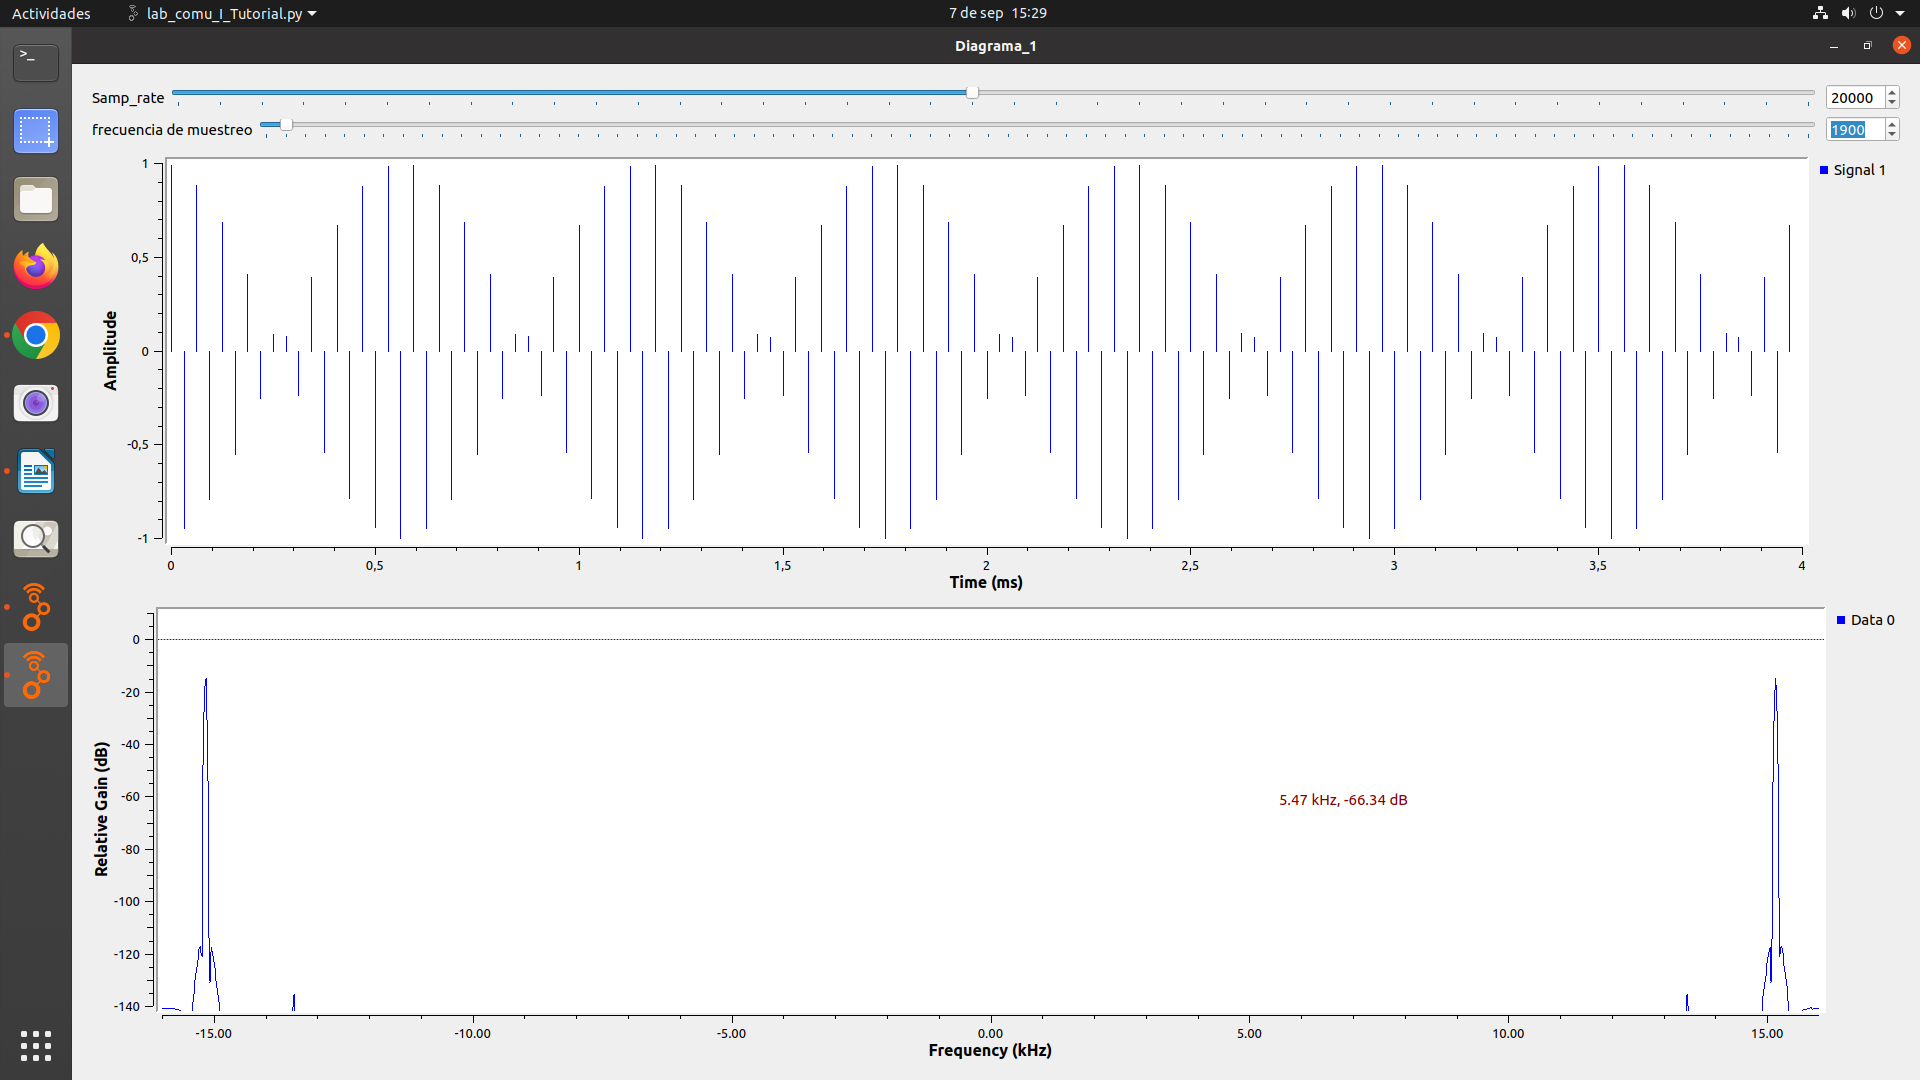 Actividades lab_comu_I_Tutorial.py 7 de sep 15:29
Diagrama_1
Samp_rate 20000
frecuencia de muestreo 1900
Signal 1
1
0,5
0
-0,5
-1
Amplitude
0 0,5 1 1,5 2 2,5 3 3,5 4
Time (ms)
Data 0
0
-20
-40
-60
-80
-100
-120
-140
Relative Gain (dB)
5.47 kHz, -66.34 dB
-15.00 -10.00 -5.00 0.00 5.00 10.00 15.00
Frequency (kHz)